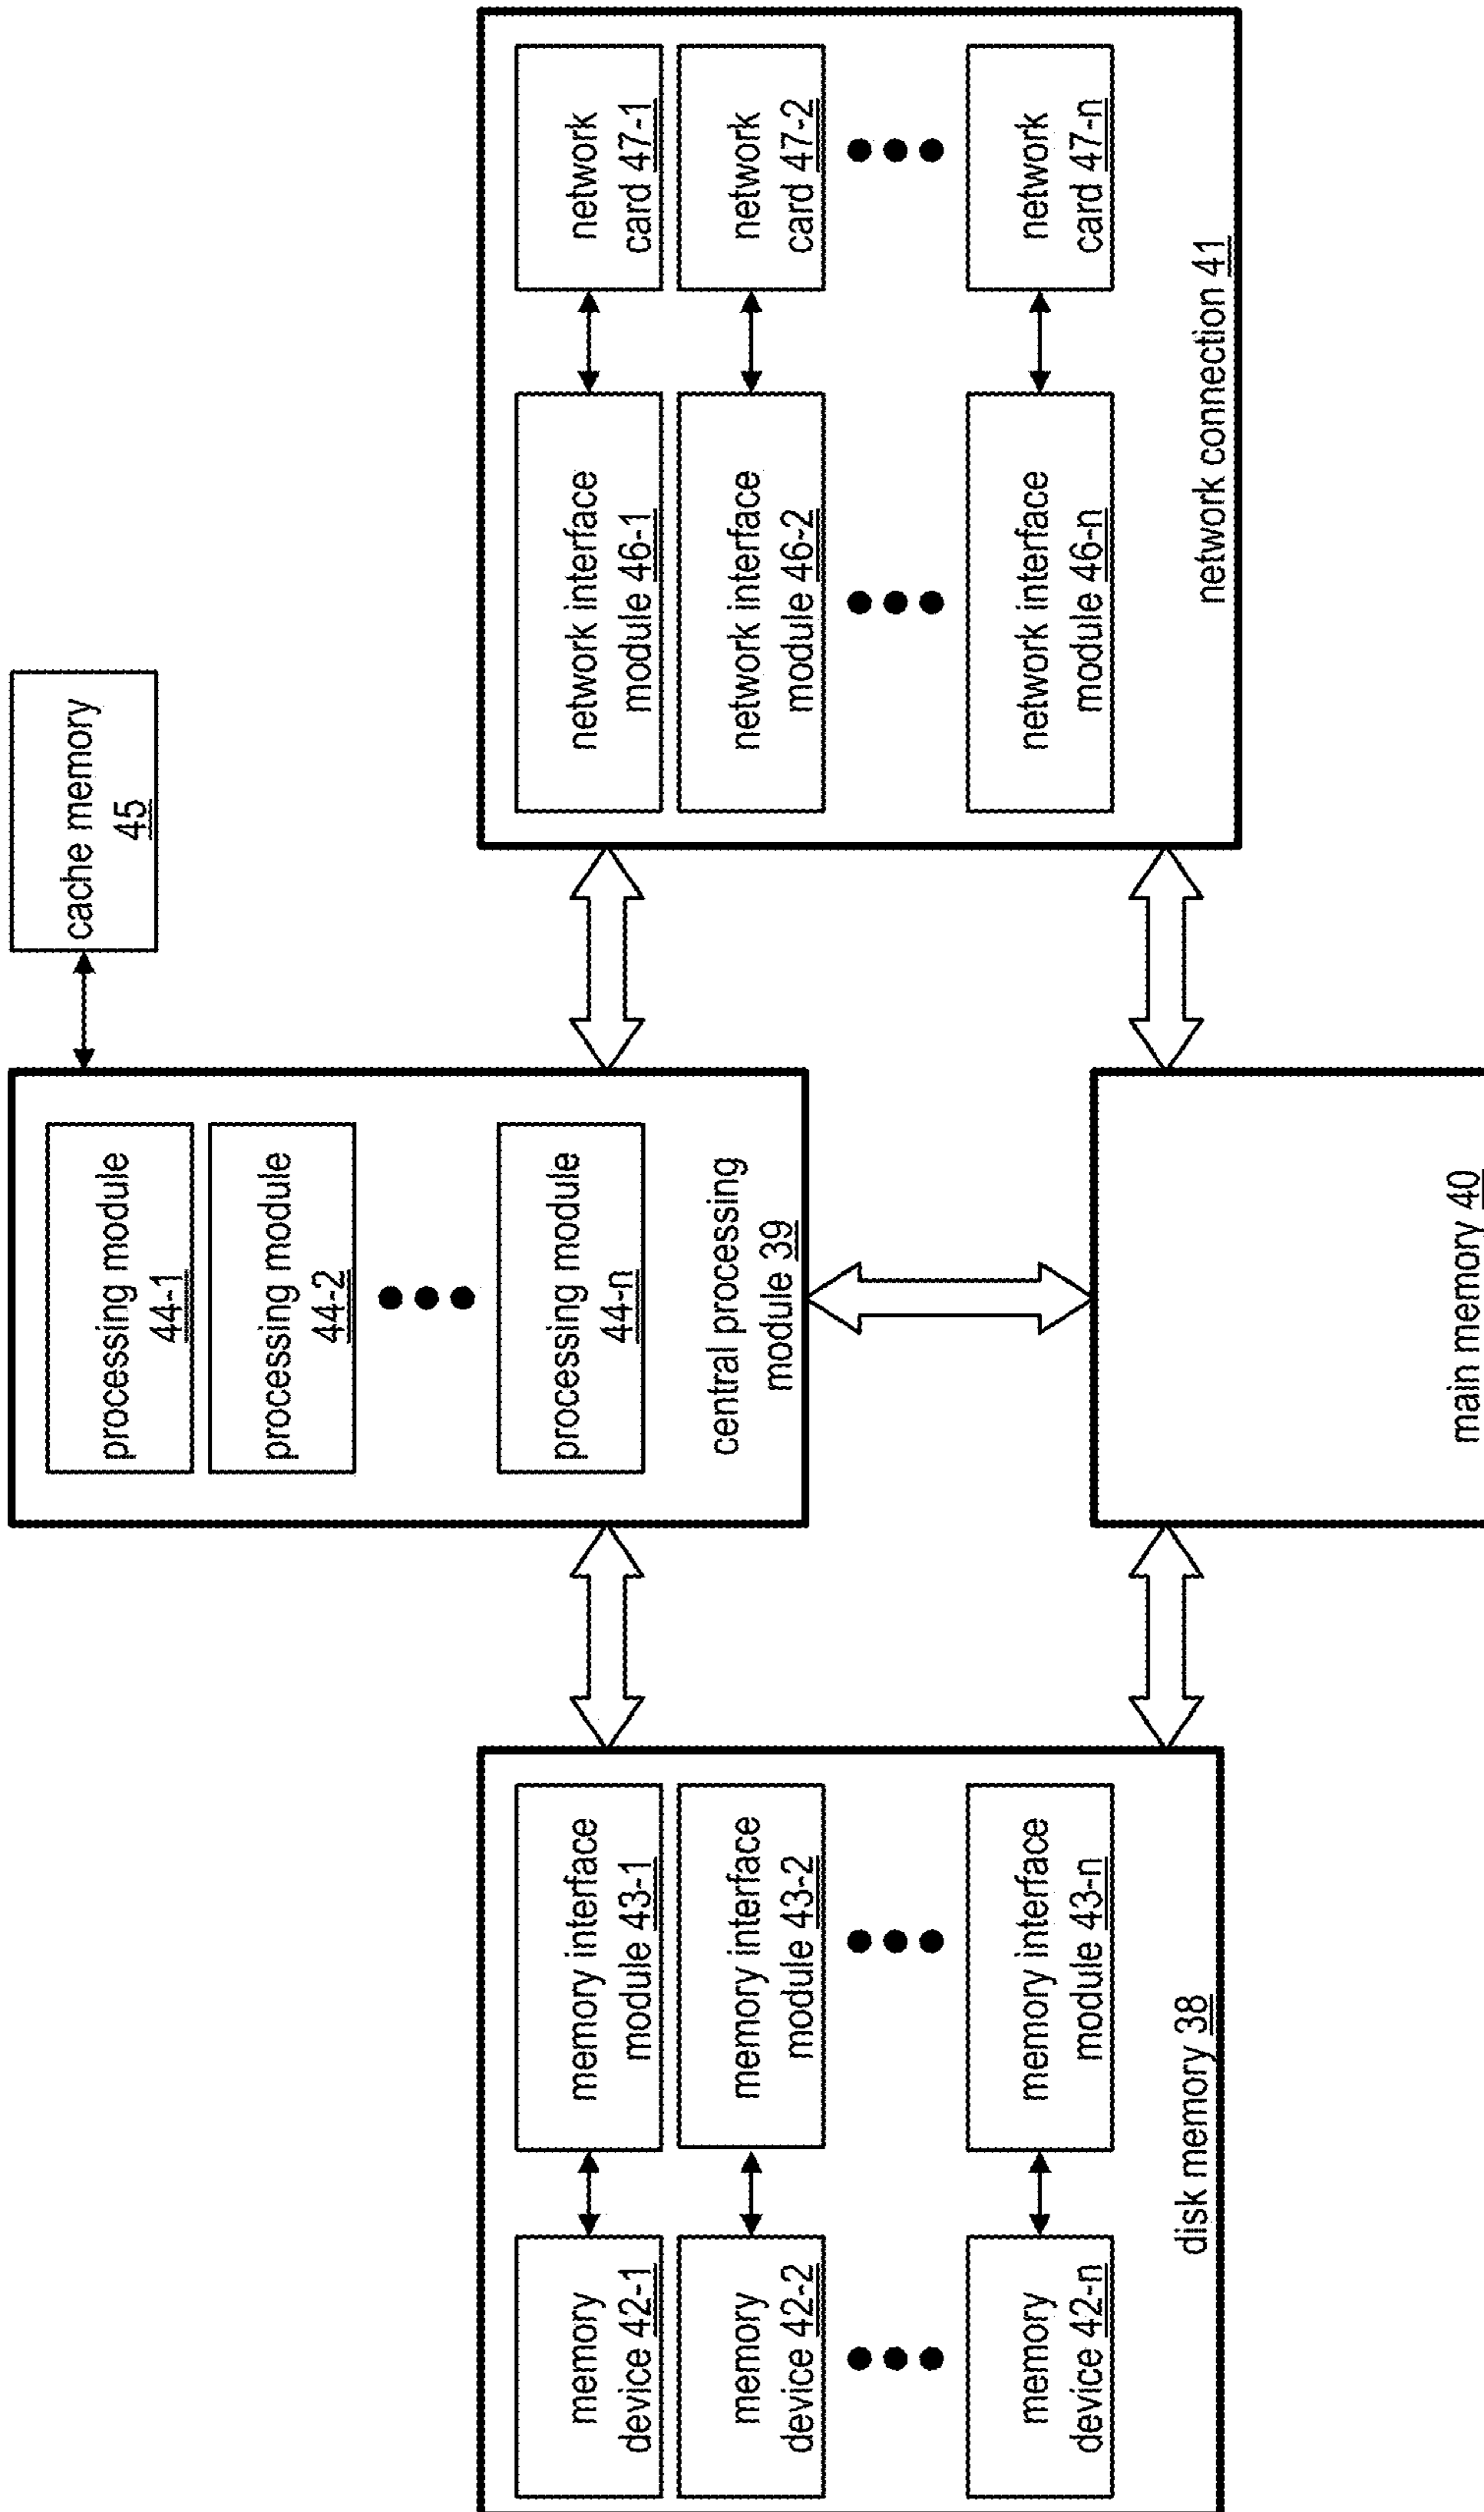 cache memory
45
processing module
44-1
processing module
44-2
processing module
44-n
central processing
module 39
memory
device 42-1
memory interface
module 43-1
memory
device 42-2
memory interface
module 43-2
memory
device 42-n
memory interface
module 43-n
disk memory 38
network interface
module 46-1
network
card 47-1
network interface
module 46-2
network
card 47-2
network interface
module 46-n
network
card 47-n
network connection 41
main memory 40